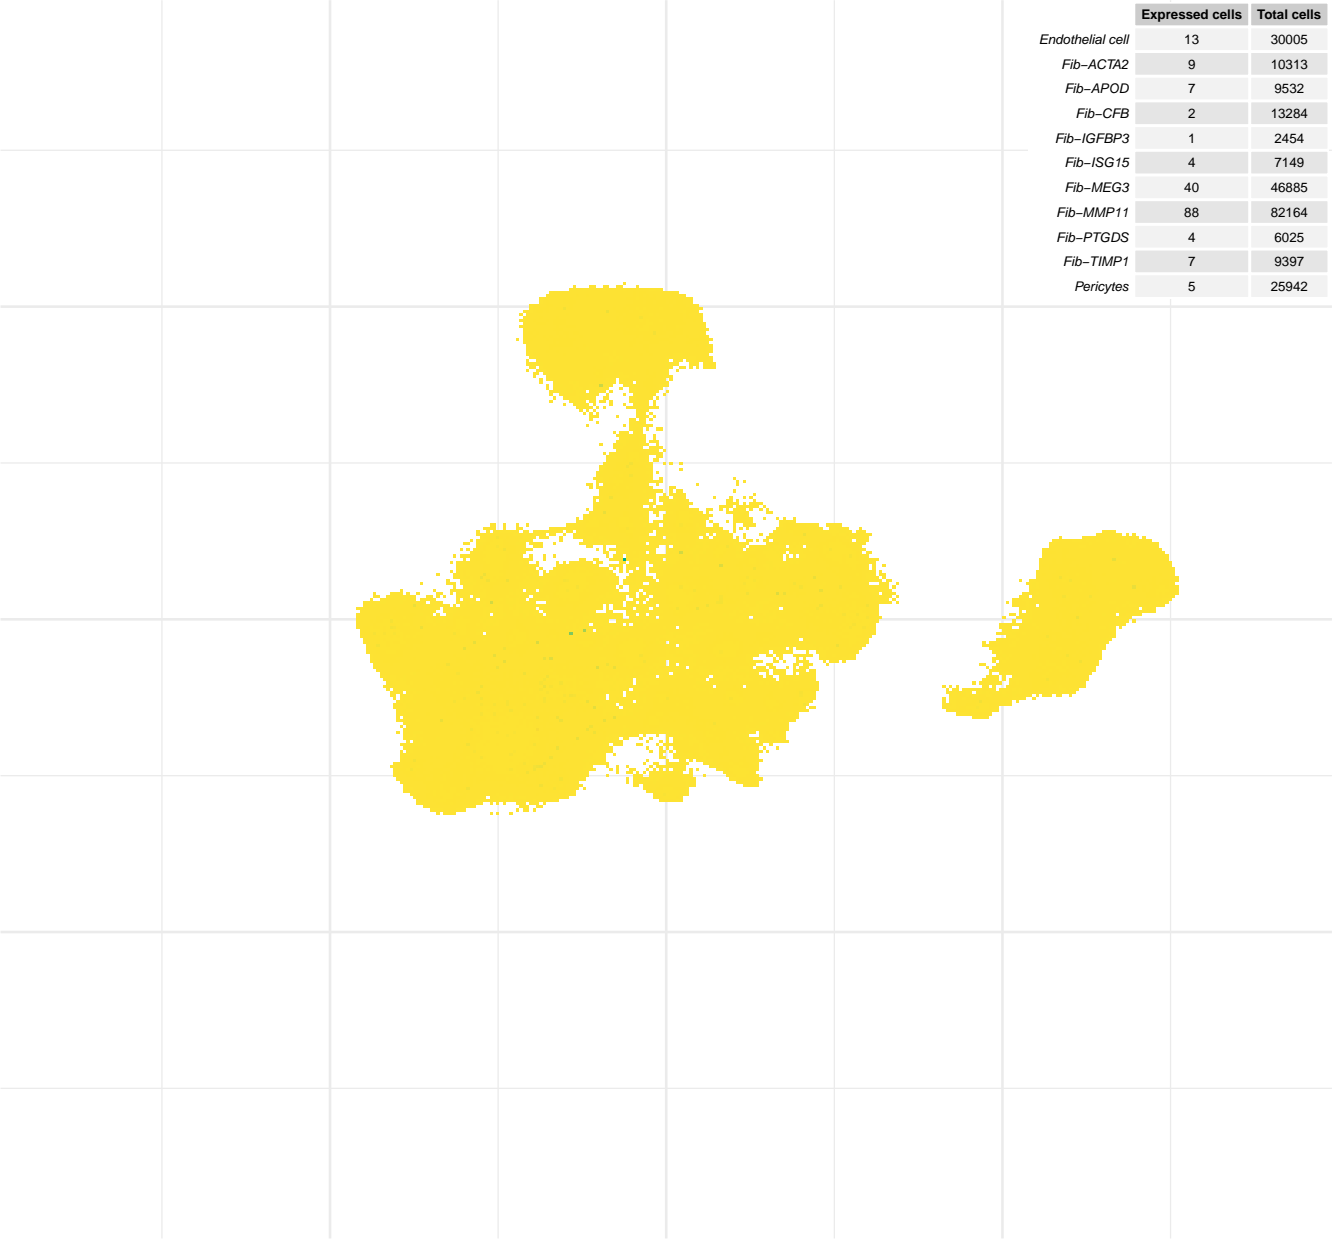 Expressed cells Total cells
Endothelial cell 13 30005
Fib−ACTA2 9 10313
Fib−APOD 7 9532
Fib−CFB 2 13284
Fib−IGFBP3 1 2454
Fib−ISG15 4 7149
Fib−MEG3 40 46885
Fib−MMP11 88 82164
Fib−PTGDS 4 6025
Fib−TIMP1 7 9397
Pericytes 5 25942